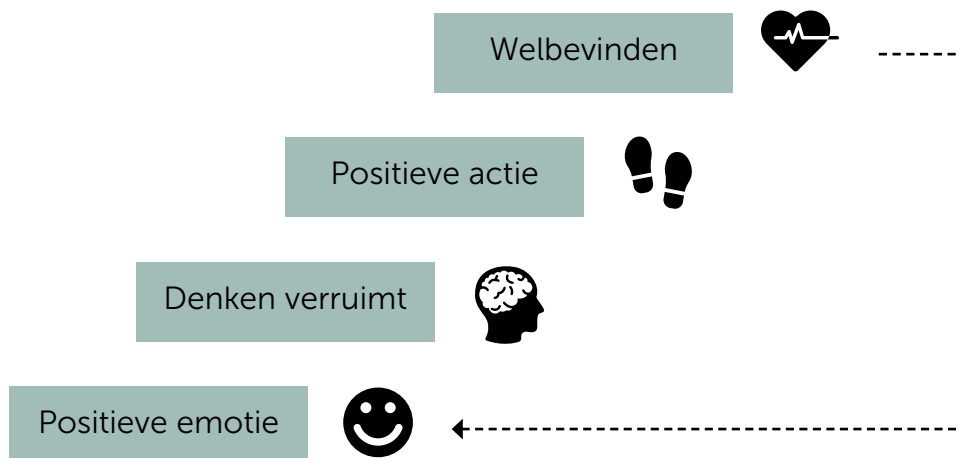 Welbevinden
Positieve actie
Denken verruimt
Positieve emotie